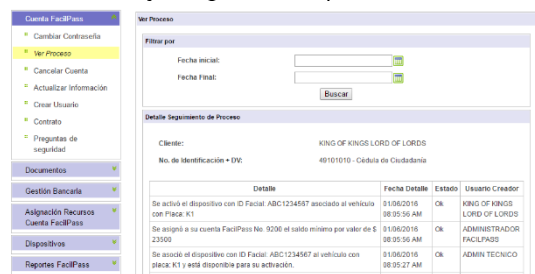 Cuenta FacilPass
Cambiar Contraseña
Ver Proceso
Cancelar Cuenta
Actualizar Información
Crear Usuario
Contrato
Preguntas de
seguridad
Documentos
Gestión Bancaria
Asignación Recursos
Cuenta FacilPass
Dispositivos
Reportes FacilPass
Ver Proceso
Filtrar por
Fecha inicial:
Fecha Final:
Buscar
Detalle Seguimiento de Proceso
Cliente: KING OF KINGS LORD OF LORDS
No. de Identificación + DV: 49101010 - Cédula de Ciudadanía
Detalle Fecha Detalle Estado Usuario Creador
Se activó el dispositivo con ID Facial: ABC1234567 asociado al vehículo 01/06/2016 Ok KING OF KINGS
con Placa: K1 08:05:56 AM LORD OF LORDS
Se asignó a su cuenta FacilPass No. 9200 el saldo mínimo por valor de $ 01/06/2016 Ok ADMINISTRADOR
23500 08:05:56 AM FACILPASS
Se asoció el dispositivo con ID Facial: ABC1234567 al vehículo con 01/06/2016 Ok ADMIN TECNICO
placa: K1 y está disponible para su activación. 08:05:27 AM